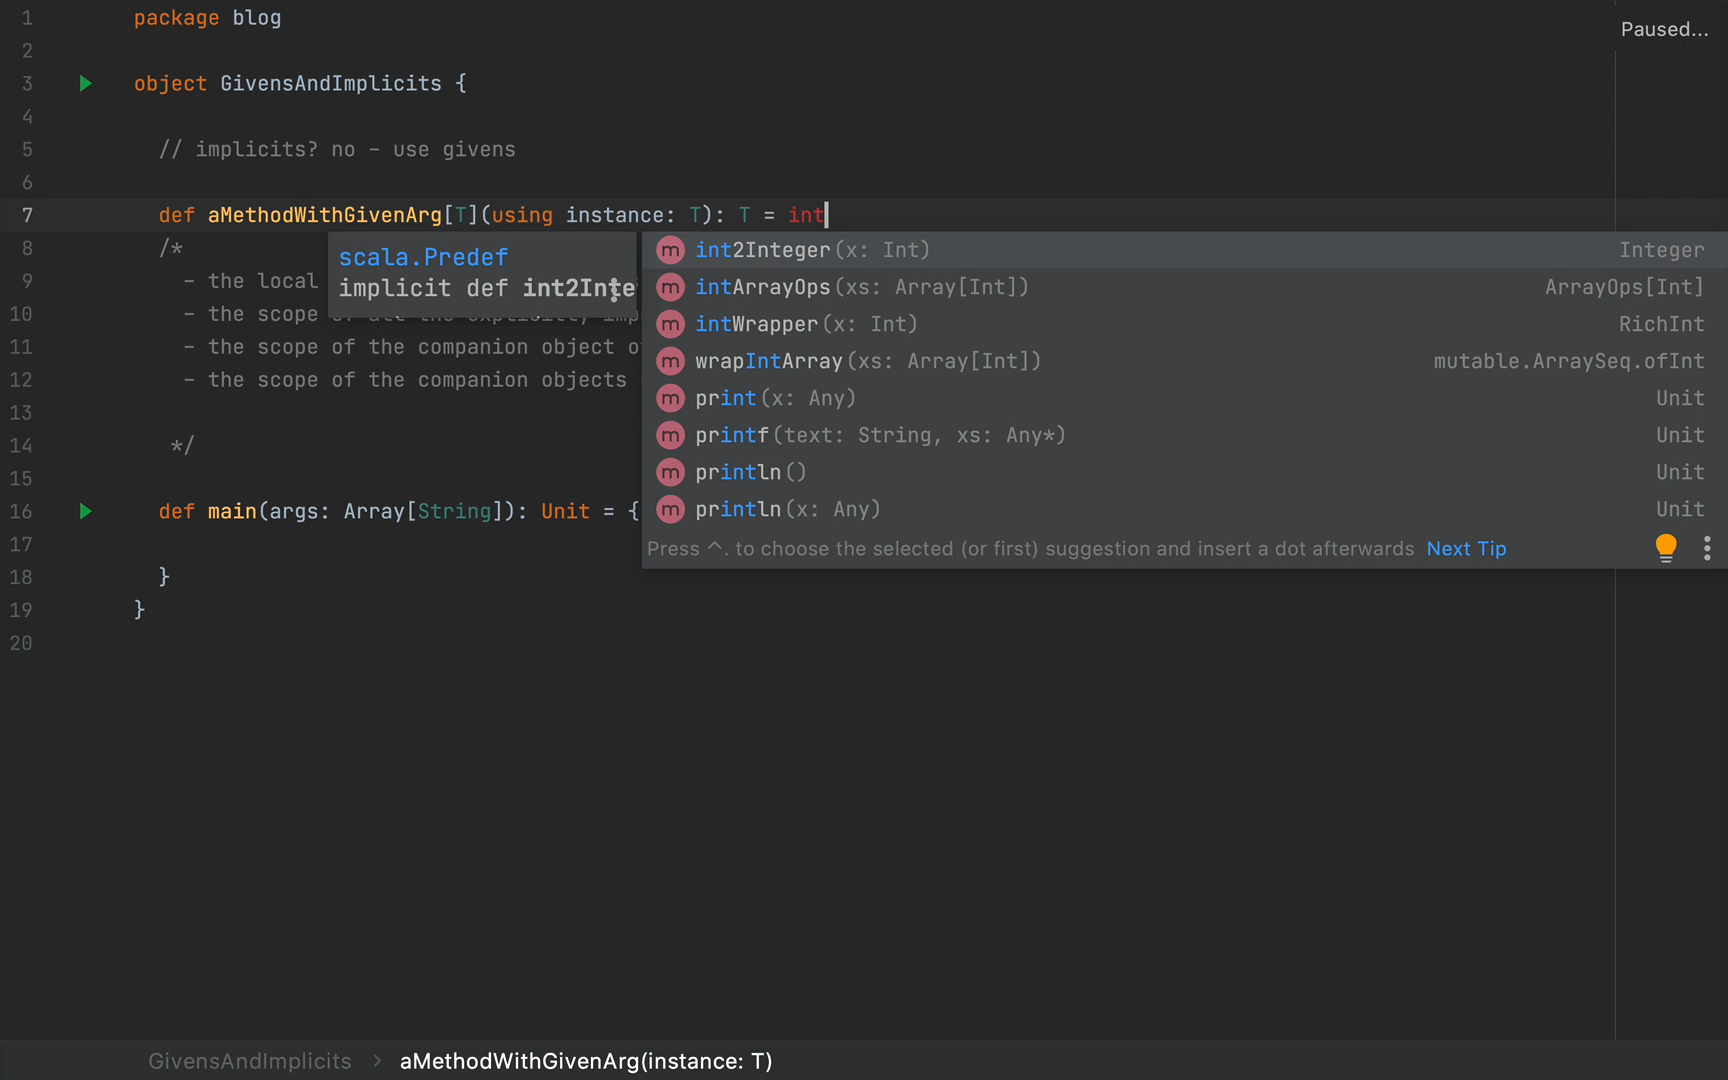 1 package blog
Paused...
2
3 object GivensAndImplicits {
4
5 // implicits? no – use givens
6
7 def aMethodWithGivenArg[T](using instance: T): T = int
8 /*
scala.Predef
implicit def int2Inte
9 - the local
10 - the scope
11 - the scope of the companion object
12 - the scope of the companion objects
13
14 */
15
16 def main(args: Array[String]): Unit = {
17
18 }
19 }
20
int2Integer(x: Int) Integer
intArrayOps(xs: Array[Int]) ArrayOps[Int]
intWrapper(x: Int) RichInt
wrapIntArray(xs: Array[Int]) mutable.ArraySeq.ofInt
print(x: Any) Unit
printf(text: String, xs: Any*) Unit
println() Unit
println(x: Any) Unit
Press ^. to choose the selected (or first) suggestion and insert a dot afterwards Next Tip
GivensAndImplicits > aMethodWithGivenArg(instance: T)